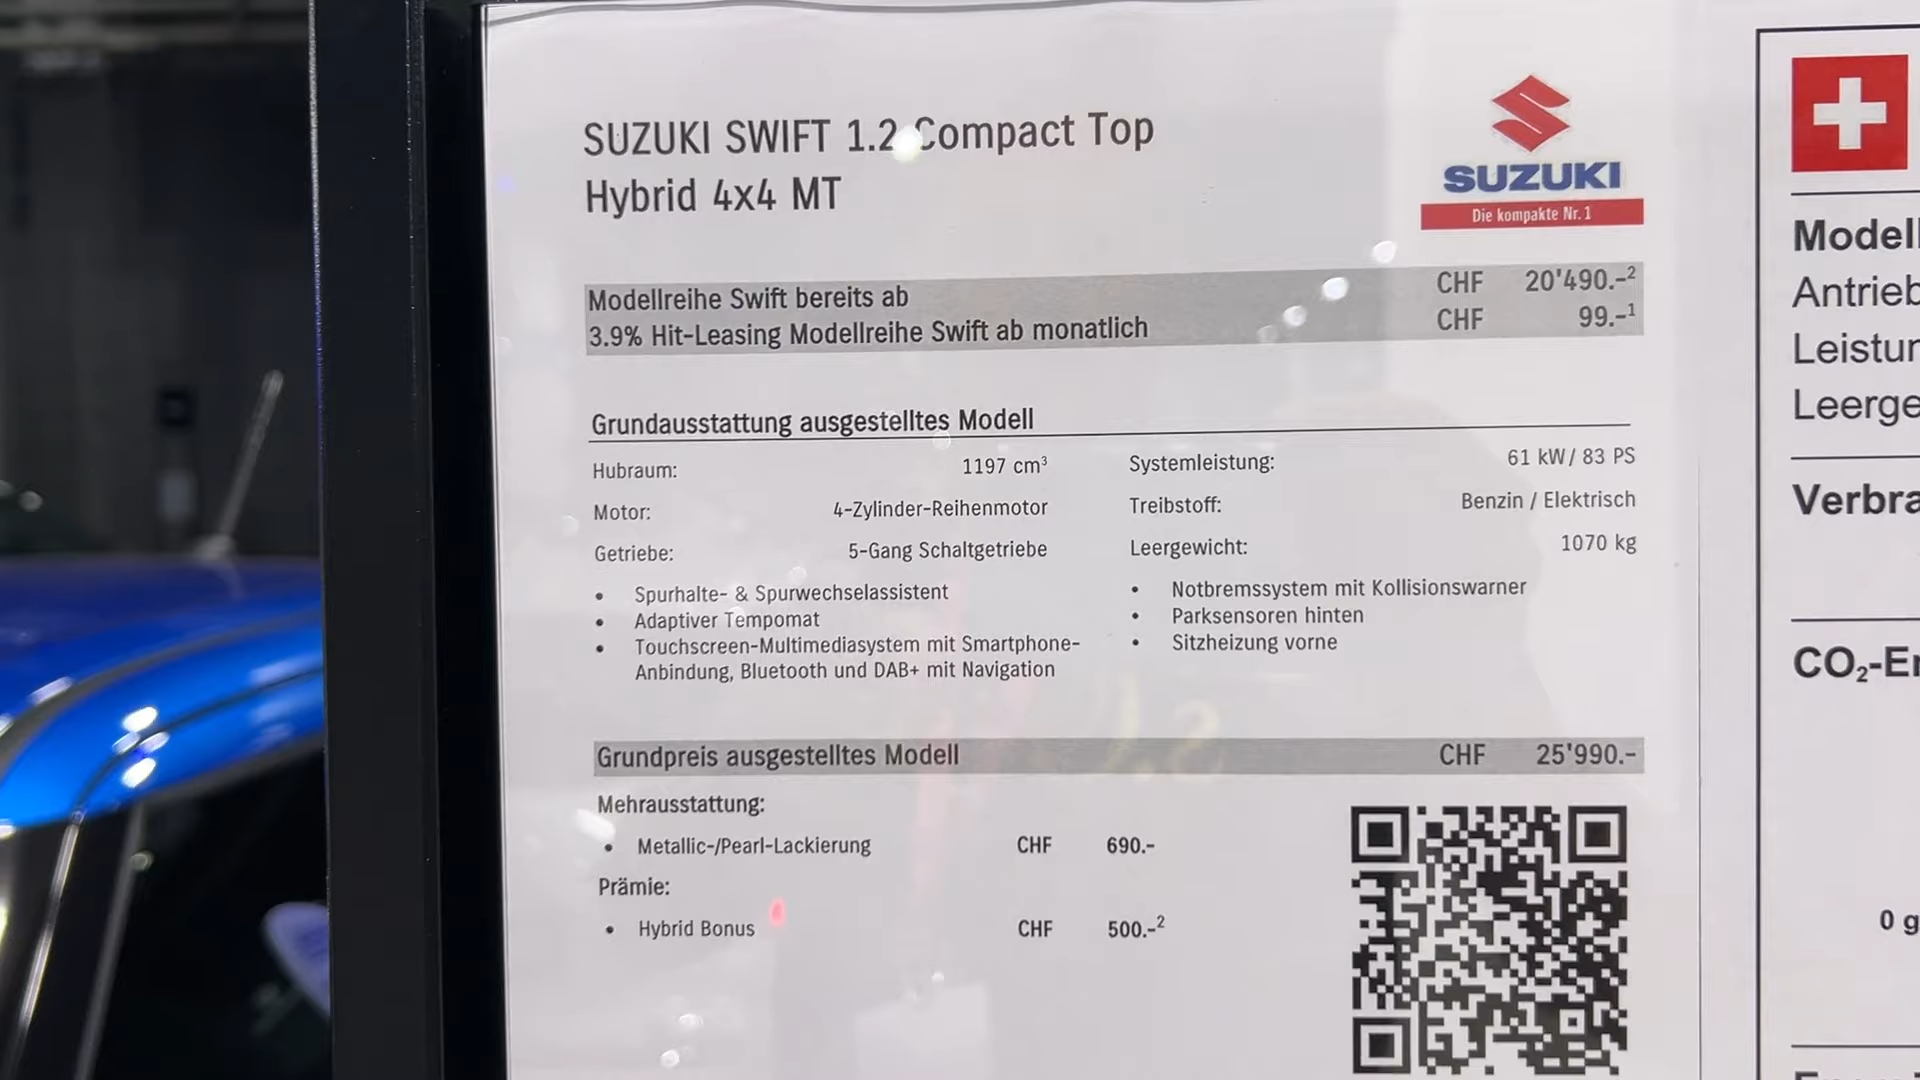 SUZUKI SWIFT 1.2 Compact Top
Hybrid 4x4 MT
SUZUKI
Die kompakte Nr. 1
Modellreihe Swift bereits ab CHF 20'490.-²
3.9% Hit-Leasing Modellreihe Swift ab monatlich CHF 99.-¹
Grundausstattung ausgestelltes Modell
Hubraum: 1197 cm³ Systemleistung: 61 kW/ 83 PS
Motor: 4-Zylinder-Reihenmotor Treibstoff: Benzin / Elektrisch
Getriebe: 5-Gang Schaltgetriebe Leergewicht: 1070 kg
• Spurhalte- & Spurwechselassistent
• Adaptiver Tempomat
• Touchscreen-Multimediasystem mit Smartphone-
Anbindung, Bluetooth und DAB+ mit Navigation
• Notbremssystem mit Kollisionswarner
• Parksensoren hinten
• Sitzheizung vorne
Grundpreis ausgestelltes Modell CHF 25'990.-
Mehrausstattung:
• Metallic-/Pearl-Lackierung CHF 690.-
Prämie:
• Hybrid Bonus CHF 500.-²
Modell
Antrieb
Leistun
Leerge
Verbra
CO₂-E
0 g